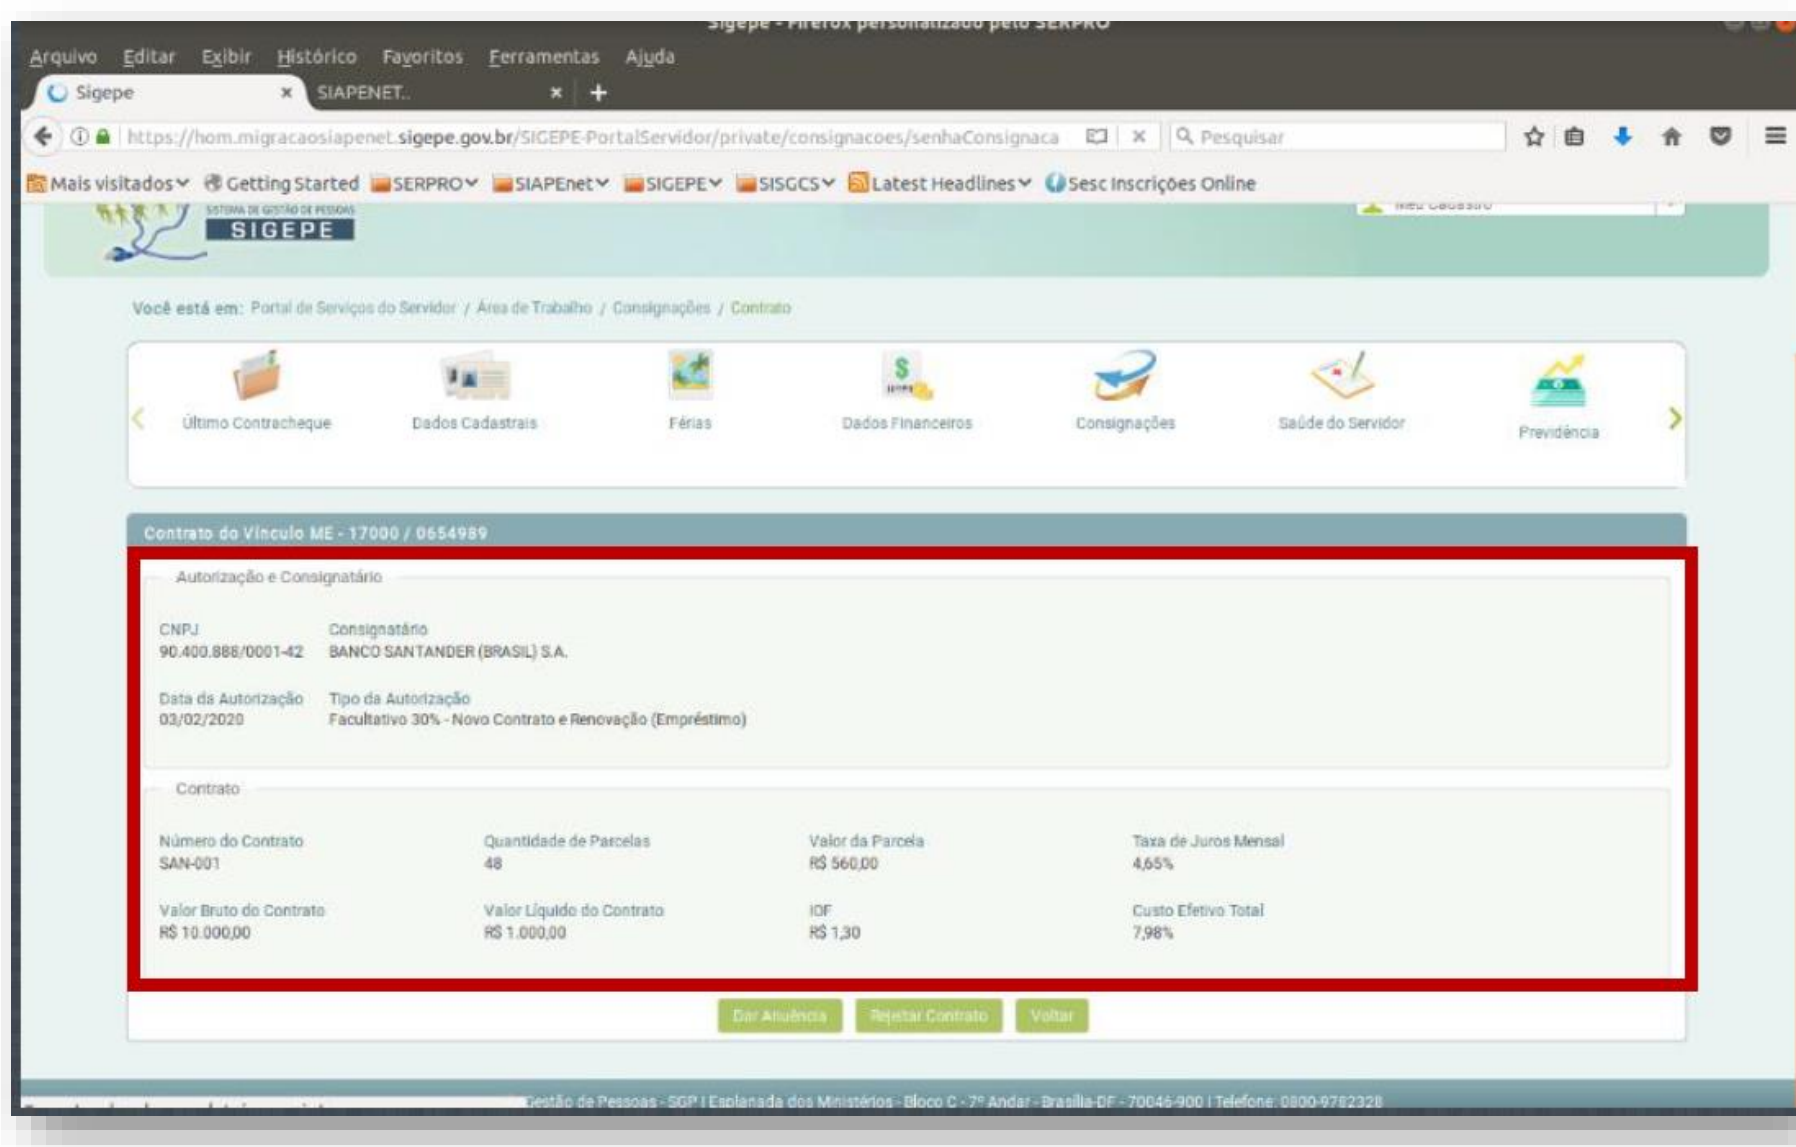 Sigepe - Firefox personalizado pelo SERPRO
Arquivo Editar Exibir Histórico Favoritos Ferramentas Ajuda
Sigepe × SIAPENET.. × +
https://hom.migracaosiapenet.sigepe.gov.br/SIGEPE-PortalServidor/private/consignacoes/senhaConsignaca Pesquisar
Mais visitados Getting Started SERPRO SIAPEnet SIGEPE SISGCS Latest Headlines Sesc Inscrições Online
SISTEMA DE GESTÃO DE PESSOAS Meu Cadastro
SIGEPE
Você está em: Portal de Serviços do Servidor / Área de Trabalho / Consignações / Contrato
Último Contracheque Dados Cadastrais Férias Dados Financeiros Consignações Saúde do Servidor Previdência
Contrato do Vínculo ME - 17000 / 0654989
Autorização e Consignatário
CNPJ Consignatário
90.400.888/0001-42 BANCO SANTANDER (BRASIL) S.A.
Data da Autorização Tipo da Autorização
03/02/2020 Facultativo 30% - Novo Contrato e Renovação (Empréstimo)
Contrato
Número do Contrato Quantidade de Parcelas Valor da Parcela Taxa de Juros Mensal
SAN-001 48 R$ 560,00 4,65%
Valor Bruto do Contrato Valor Líquido do Contrato IOF Custo Efetivo Total
R$ 10.000,00 R$ 1.000,00 R$ 1,30 7,98%
Dar Anuência Rejeitar Contrato Voltar
Gestão de Pessoas - SGP | Esplanada dos Ministérios - Bloco C - 7º Andar - Brasília-DF - 70046-900 | Telefone: 0800-9782328